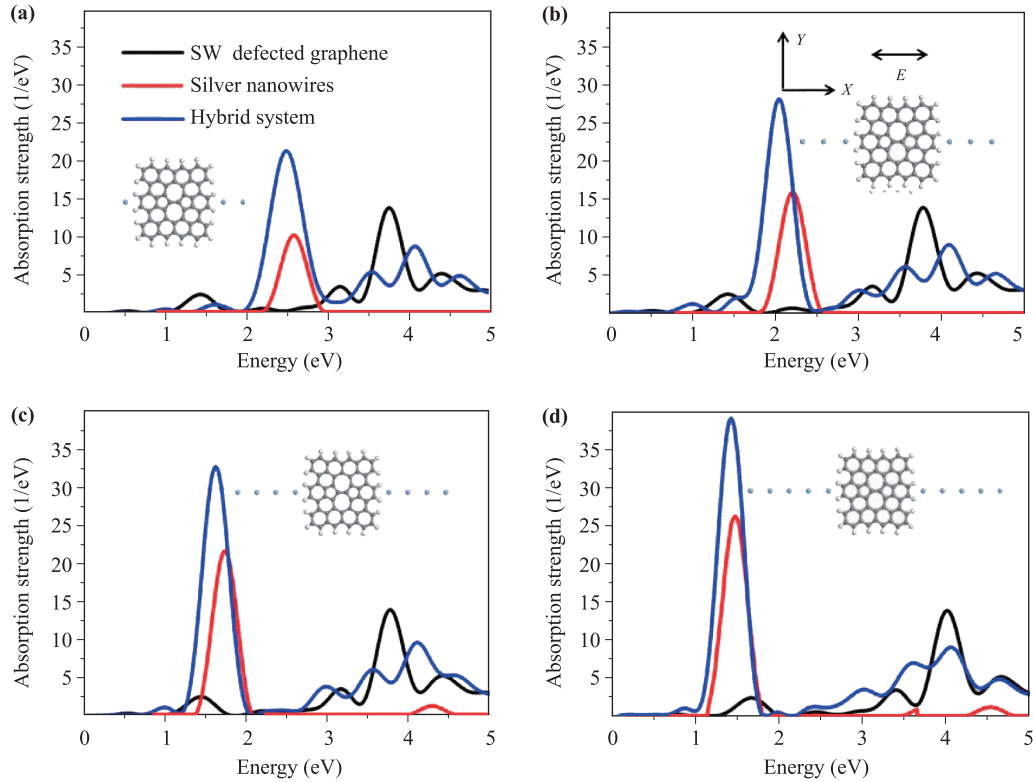 (a)
35
30
25
20
15
10
5
SW defected graphene
Silver nanowires
Hybrid system
Absorption strength (1/eV)
0 1 2 3 4 5
Energy (eV)
(b)
35
30
25
20
15
10
5
Y
X
E
Absorption strength (1/eV)
0 1 2 3 4 5
Energy (eV)
(c)
35
30
25
20
15
10
5
Absorption strength (1/eV)
0 1 2 3 4 5
Energy (eV)
(d)
35
30
25
20
15
10
5
Absorption strength (1/eV)
0 1 2 3 4 5
Energy (eV)